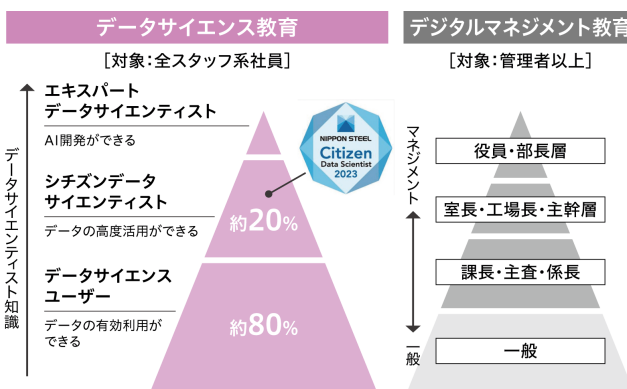 データサイエンス教育
［対象：全スタッフ系社員］
データサイエンティスト知識
エキスパート
データサイエンティスト
AI開発ができる
シチズンデータ
サイエンティスト
データの高度活用ができる
データサイエンス
ユーザー
データの有効利用が
できる
NIPPON STEEL
Citizen
Data Scientist
2023
約20%
約80%
デジタルマネジメント教育
［対象：管理者以上］
マネジメント
一般
役員・部長層
室長・工場長・主幹層
課長・主査・係長
一般